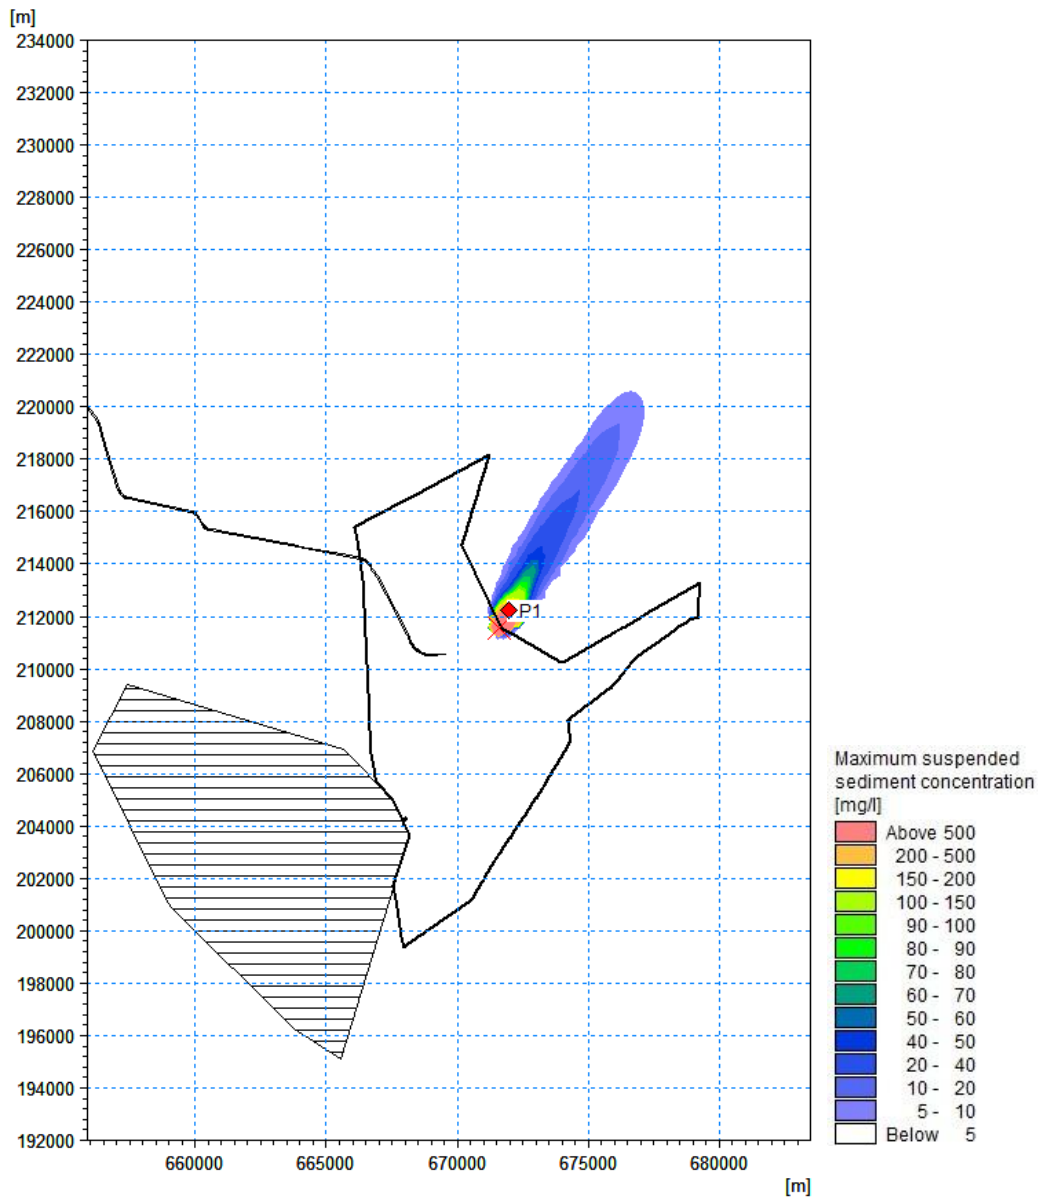 [m]
234000
232000
230000
228000
226000
224000
222000
220000
218000
216000
214000
212000
210000
208000
206000
204000
202000
200000
198000
196000
194000
192000
P1
660000 665000 670000 675000 680000
[m]
Maximum suspended
sediment concentration
[mg/l]
Above 500
200 - 500
150 - 200
100 - 150
90 - 100
80 - 90
70 - 80
60 - 70
50 - 60
40 - 50
20 - 40
10 - 20
5 - 10
Below 5